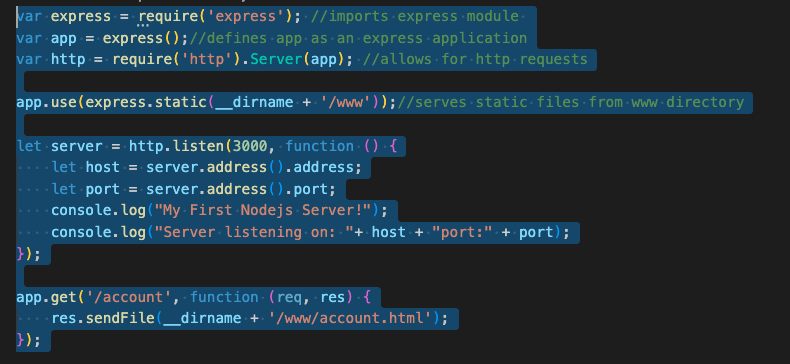 var express = require('express'); //imports express module
var app = express();//defines app as an express application
var http = require('http').Server(app); //allows for http requests
app.use(express.static(__dirname + '/www'));//serves static files from www directory
let server = http.listen(3000, function () {
    let host = server.address().address;
    let port = server.address().port;
    console.log("My First Nodejs Server!");
    console.log("Server listening on: "+ host + "port:" + port);
});
app.get('/account', function (req, res) {
    res.sendFile(__dirname + '/www/account.html');
});